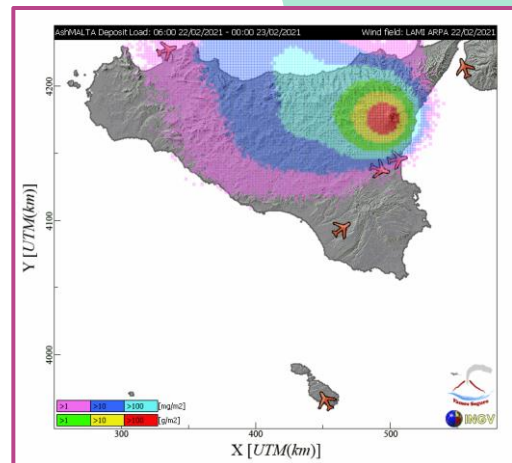 AshMALTA Deposit Load: 06:00 22/02/2021 - 00:00 23/02/2021 Wind field: LAMI ARPA 22/02/2021
4200
4100
4000
Y [UTM(km)]
>1 >10 >100 [mg/m2]
>1 >10 >100 [g/m2]
INGV
300 400 500
X [UTM(km)]